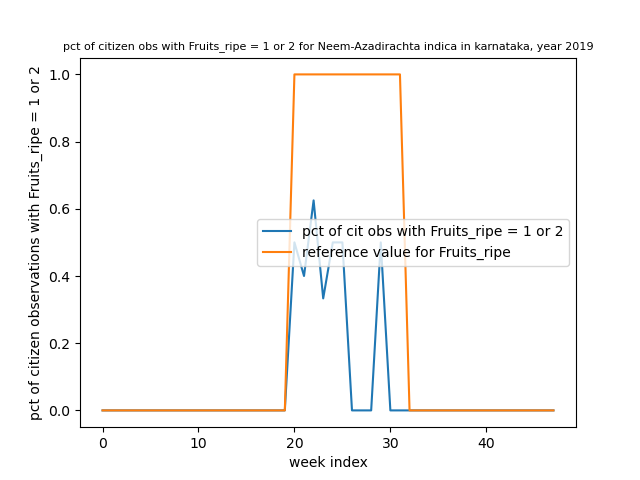 pct of citizen obs with Fruits_ripe = 1 or 2 for Neem-Azadirachta indica in karnataka, year 2019
pct of citizen observations with Fruits_ripe = 1 or 2
1.0
0.8
0.6
0.4
0.2
0.0
pct of cit obs with Fruits_ripe = 1 or 2
reference value for Fruits_ripe
0 10 20 30 40
week index